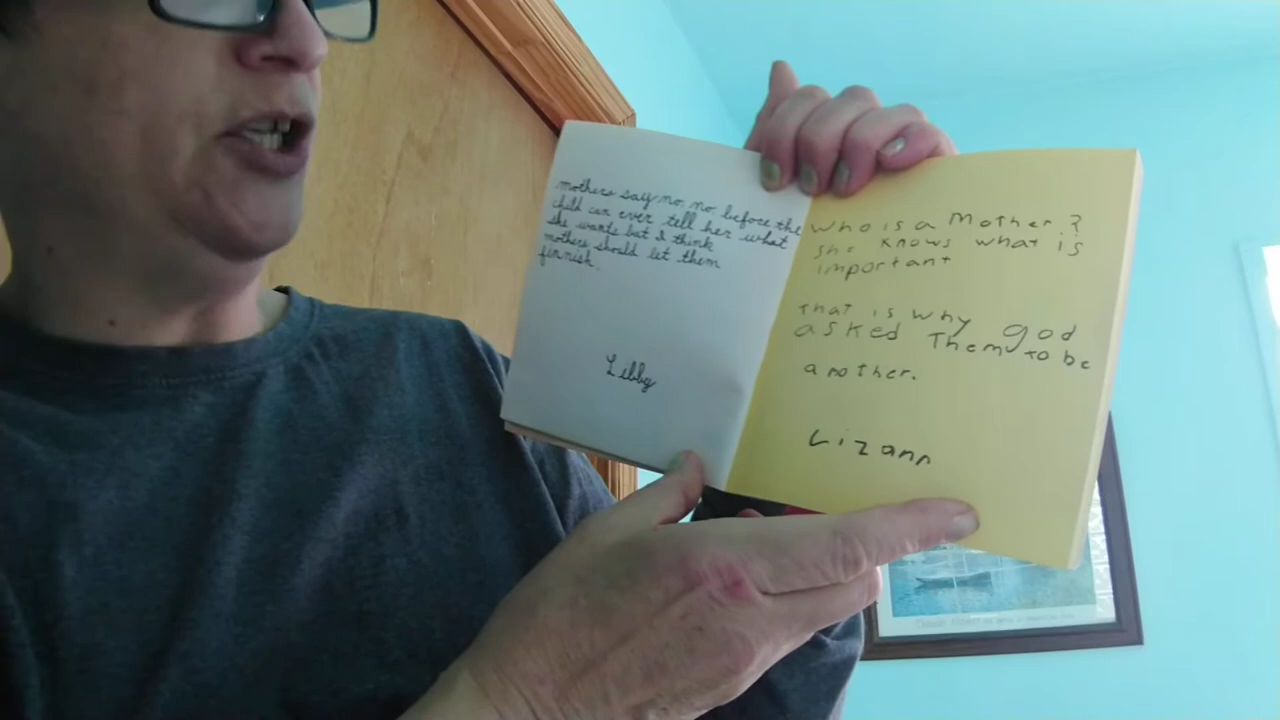 mothers say no, no, before the
child can ever tell her what
she wants but I think
mothers should let them
finnish.
Libby
Who is a Mother?
She knows what is
important
That is why god
asked Them to be
a mother.
Lizann